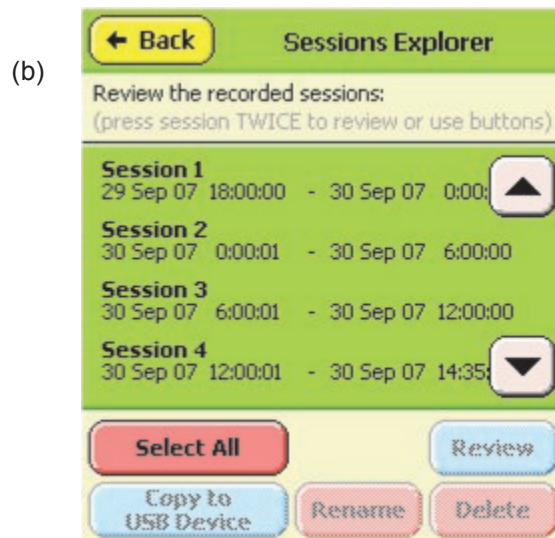 (b)
← Back
Sessions Explorer
Review the recorded sessions:
(press session TWICE to review or use buttons)
Session 1
29 Sep 07 18:00:00 - 30 Sep 07 0:00:
Session 2
30 Sep 07 0:00:01 - 30 Sep 07 6:00:00
Session 3
30 Sep 07 6:00:01 - 30 Sep 07 12:00:00
Session 4
30 Sep 07 12:00:01 - 30 Sep 07 14:35:
Select All
Review
Copy to
USB Device
Rename
Delete